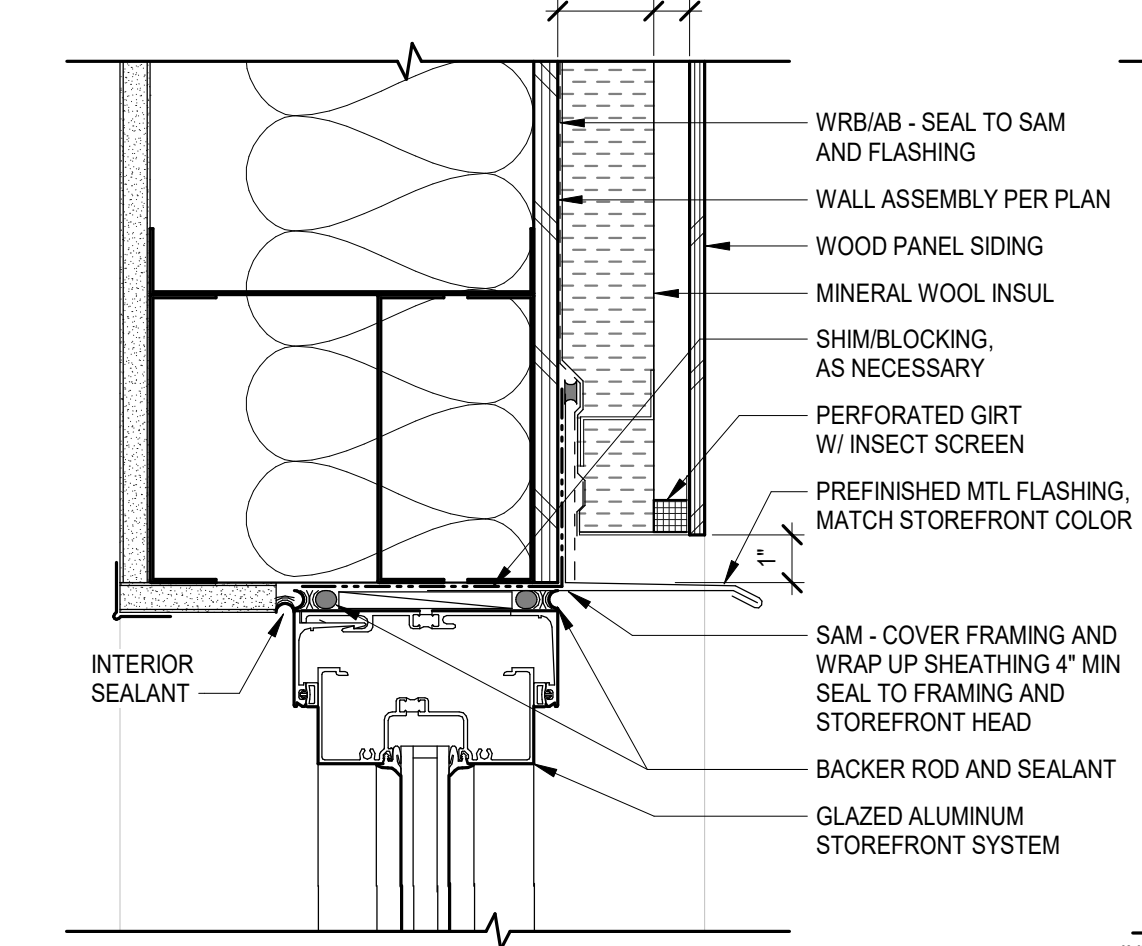 WRB/AB - SEAL TO SAM
AND FLASHING
WALL ASSEMBLY PER PLAN
WOOD PANEL SIDING
MINERAL WOOL INSUL
SHIM/BLOCKING,
AS NECESSARY
PERFORATED GIRT
W/ INSECT SCREEN
PREFINISHED MTL FLASHING,
MATCH STOREFRONT COLOR
1"
SAM - COVER FRAMING AND
WRAP UP SHEATHING 4" MIN
SEAL TO FRAMING AND
STOREFRONT HEAD
INTERIOR
SEALANT
BACKER ROD AND SEALANT
GLAZED ALUMINUM
STOREFRONT SYSTEM